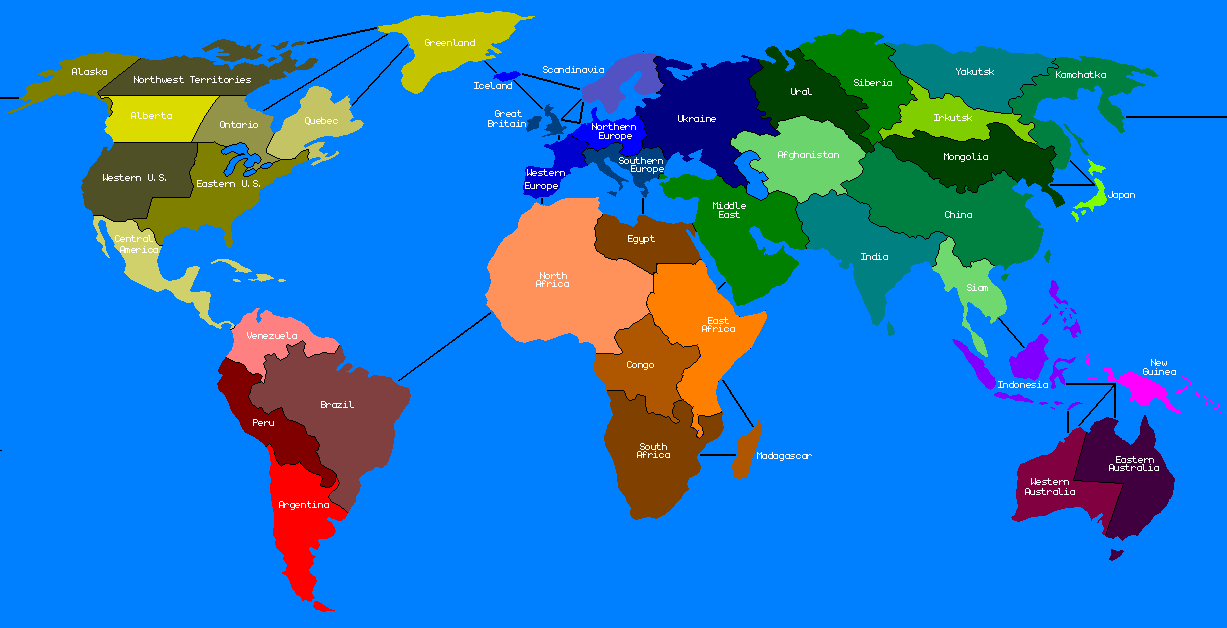 Alaska
Northwest Territories
Greenland
Alberta
Ontario
Quebec
Western U.S.
Eastern U.S.
Central
America
Venezuela
Brazil
Peru
Argentina
Iceland
Scandinavia
Great
Britain
Northern
Europe
Western
Europe
Southern
Europe
Ukraine
Ural
Siberia
Yakutsk
Kamchatka
Irkutsk
Mongolia
Japan
Afghanistan
China
Middle
East
India
Siam
North
Africa
Egypt
East
Africa
Congo
South
Africa
Madagascar
Indonesia
New
Guinea
Western
Australia
Eastern
Australia